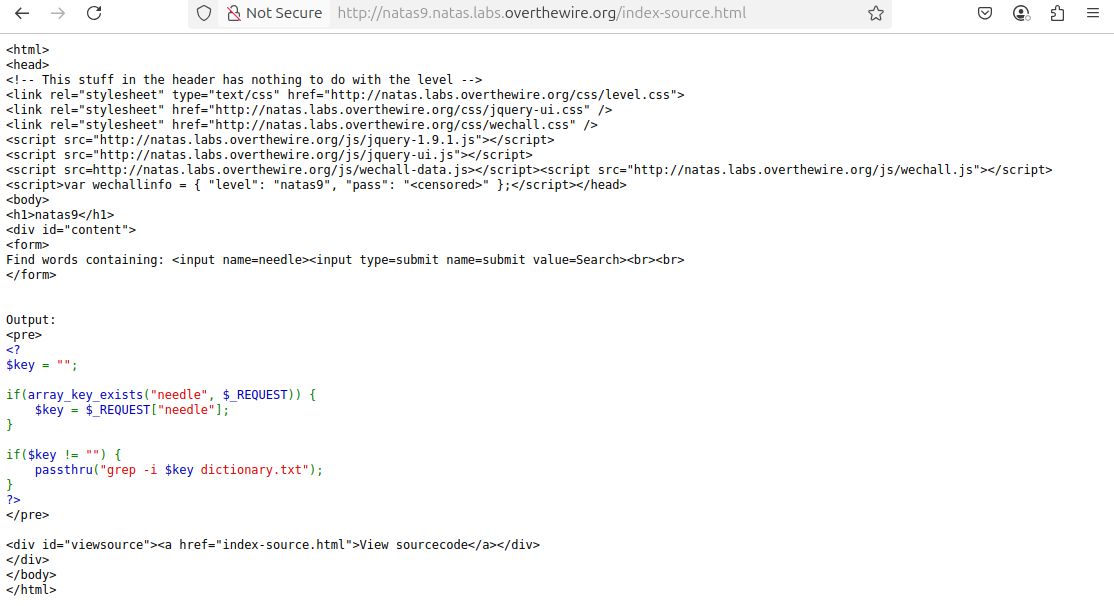 Not Secure http://natas9.natas.labs.overthewire.org/index-source.html
<html>
<head>
<!-- This stuff in the header has nothing to do with the level -->
<link rel="stylesheet" type="text/css" href="http://natas.labs.overthewire.org/css/level.css">
<link rel="stylesheet" href="http://natas.labs.overthewire.org/css/jquery-ui.css" />
<link rel="stylesheet" href="http://natas.labs.overthewire.org/css/wechall.css" />
<script src="http://natas.labs.overthewire.org/js/jquery-1.9.1.js"></script>
<script src="http://natas.labs.overthewire.org/js/jquery-ui.js"></script>
<script src=http://natas.labs.overthewire.org/js/wechall-data.js></script><script src="http://natas.labs.overthewire.org/js/wechall.js"></script>
<script>var wechallinfo = { "level": "natas9", "pass": "<censored>" };</script></head>
<body>
<h1>natas9</h1>
<div id="content">
<form>
Find words containing: <input name=needle><input type=submit name=submit value=Search><br><br>
</form>


Output:
<pre>
<?
$key = "";

if(array_key_exists("needle", $_REQUEST)) {
    $key = $_REQUEST["needle"];
}

if($key != "") {
    passthru("grep -i $key dictionary.txt");
}
?>
</pre>

<div id="viewsource"><a href="index-source.html">View sourcecode</a></div>
</div>
</body>
</html>